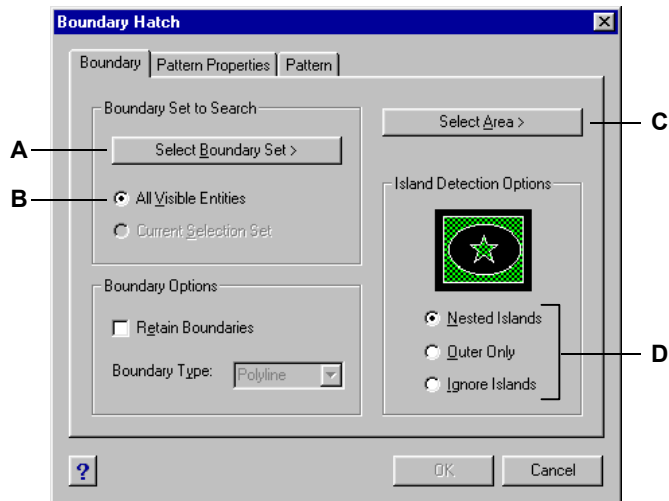 Boundary Hatch
Boundary
Pattern Properties
Pattern
Boundary Set to Search
A
Select Boundary Set >
B
All Visible Entities
Current Selection Set
Boundary Options
Retain Boundaries
Boundary Type:
Polyline
Select Area >
C
Island Detection Options
Nested Islands
Outer Only
Ignore Islands
D
?
OK
Cancel